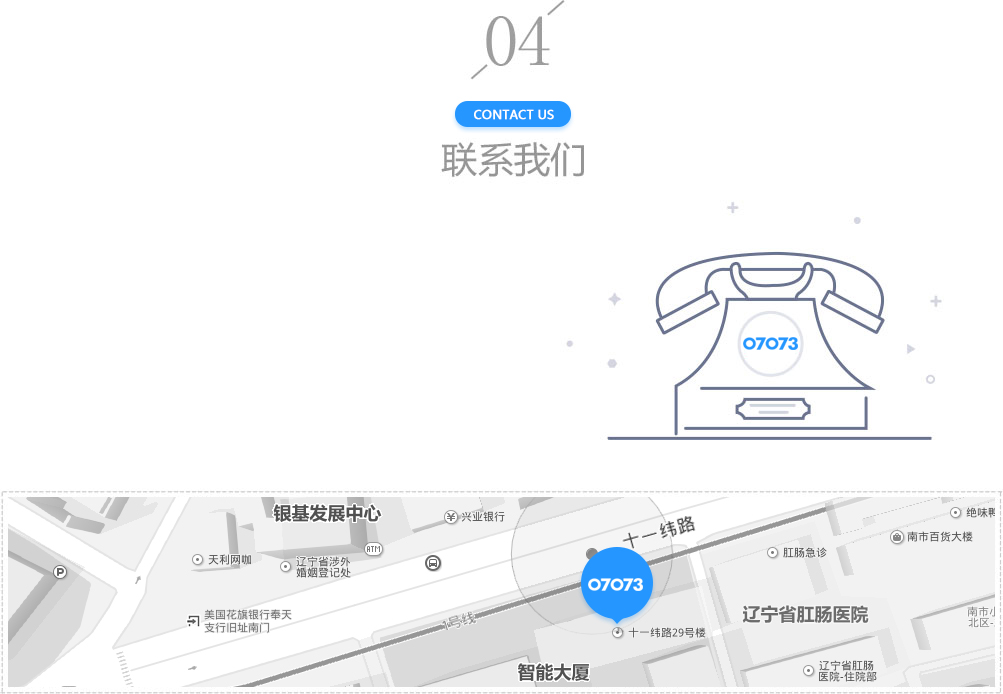 04
CONTACT US
联系我们
07073
银基发展中心
兴业银行
十一纬路
绝味鸭
南市百货大楼
ATM
肛肠急诊
天利网咖
辽宁省涉外
婚姻登记处
P
07073
美国花旗银行奉天
支行旧址南门
1号线
辽宁省肛肠医院
南市
北区-
十一纬路29号楼
智能大厦
辽宁省肛肠
医院-住院部